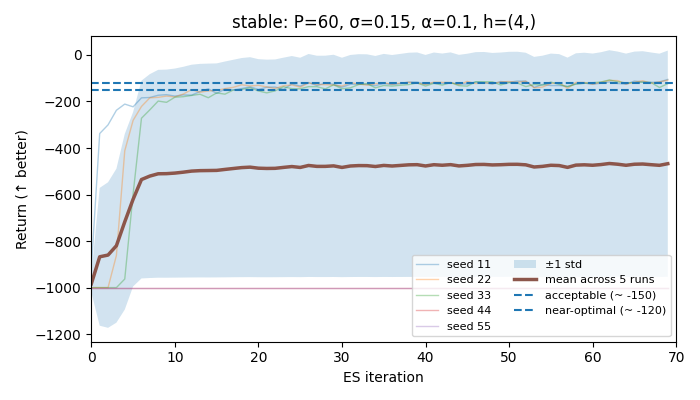 stable: P=60, σ=0.15, α=0.1, h=(4,)
Return (↑ better)
0
−200
−400
−600
−800
−1000
−1200
0 10 20 30 40 50 60 70
ES iteration
seed 11
seed 22
seed 33
seed 44
seed 55
±1 std
mean across 5 runs
acceptable (~ -150)
near-optimal (~ -120)